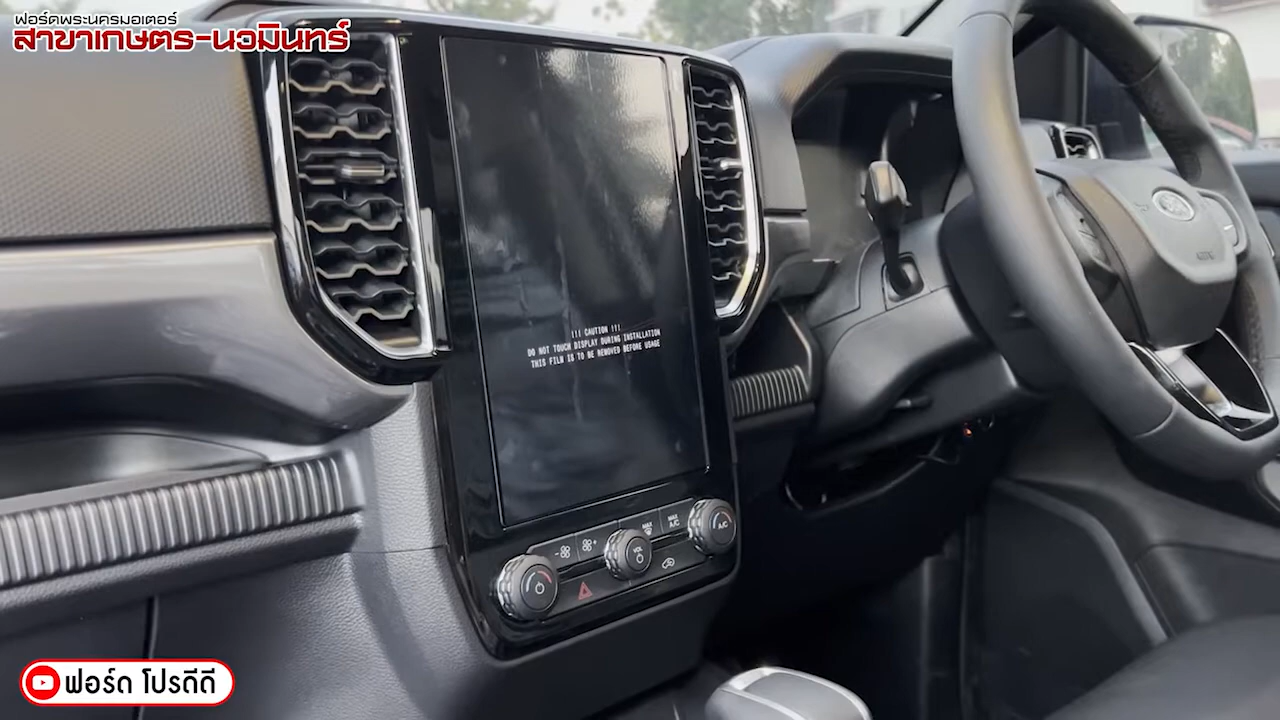 ฟอร์ดพระนครมอเตอร์
สาขาเกษตร-นวมินทร์
!!! CAUTION !!!
DO NOT TOUCH DISPLAY DURING INSTALLATION
THIS FILM IS TO BE REMOVED BEFORE USAGE
MAX
MAX
A/C
VOL
A/C
ฟอร์ด โปรดีดี